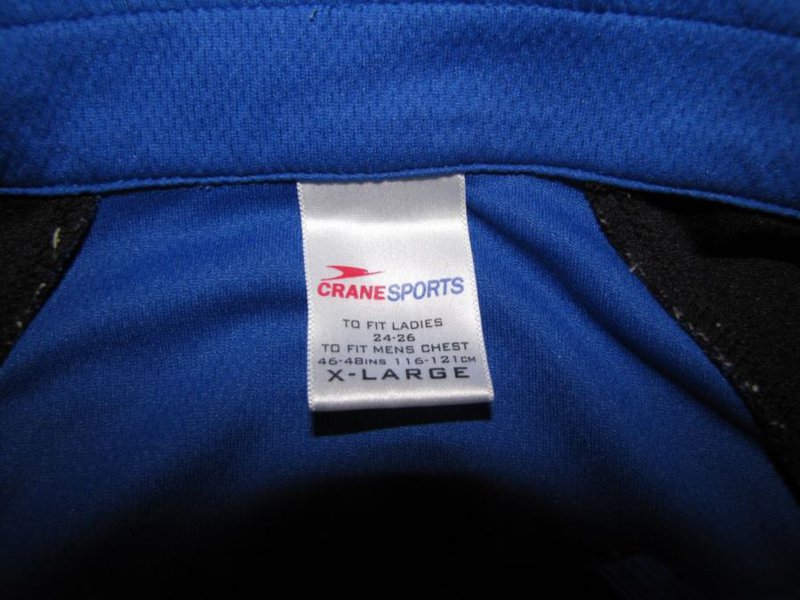 CRANESPORTS
TO FIT LADIES
24-26
TO FIT MENS CHEST
46-48INS 116-121CM
X-LARGE